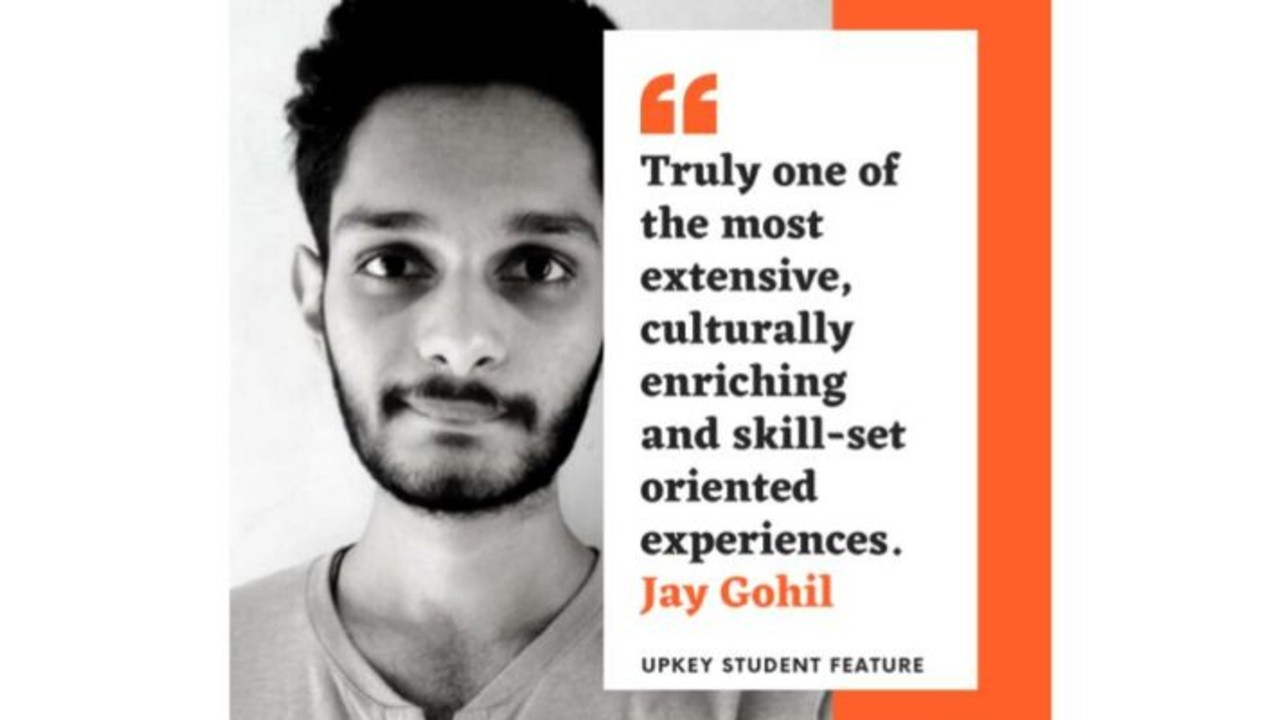 “
Truly one of
the most
extensive,
culturally
enriching
and skill-set
oriented
experiences.
Jay Gohil
UPKEY STUDENT FEATURE